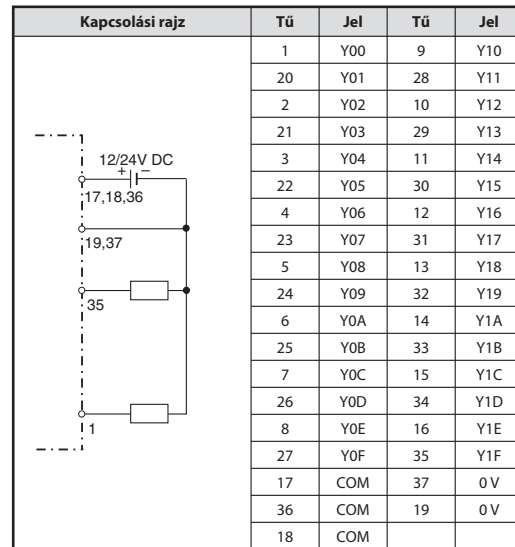 Kapcsolási rajz Tű Jel Tű Jel
1 Y00 9 Y10
20 Y01 28 Y11
2 Y02 10 Y12
21 Y03 29 Y13
3 Y04 11 Y14
22 Y05 30 Y15
4 Y06 12 Y16
23 Y07 31 Y17
5 Y08 13 Y18
24 Y09 32 Y19
6 Y0A 14 Y1A
25 Y0B 33 Y1B
7 Y0C 15 Y1C
26 Y0D 34 Y1D
8 Y0E 16 Y1E
27 Y0F 35 Y1F
17 COM 37 0 V
36 COM 19 0 V
18 COM
12/24V DC
+ –
17,18,36
19,37
35
1